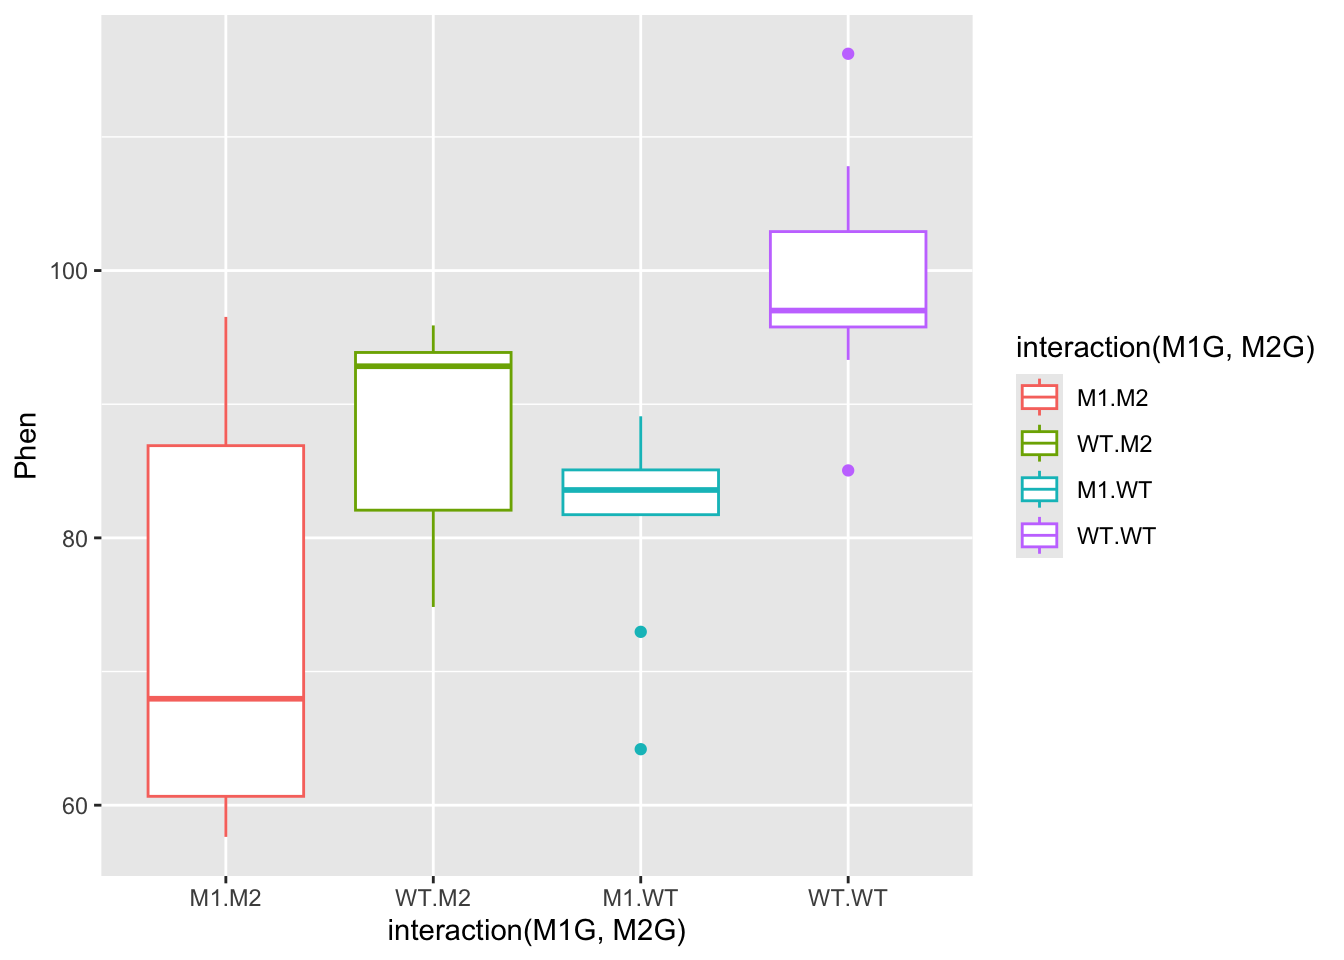 Phen
100
80
60
M1.M2
WT.M2
M1.WT
WT.WT
interaction(M1G, M2G)
interaction(M1G, M2G)
M1.M2
WT.M2
M1.WT
WT.WT